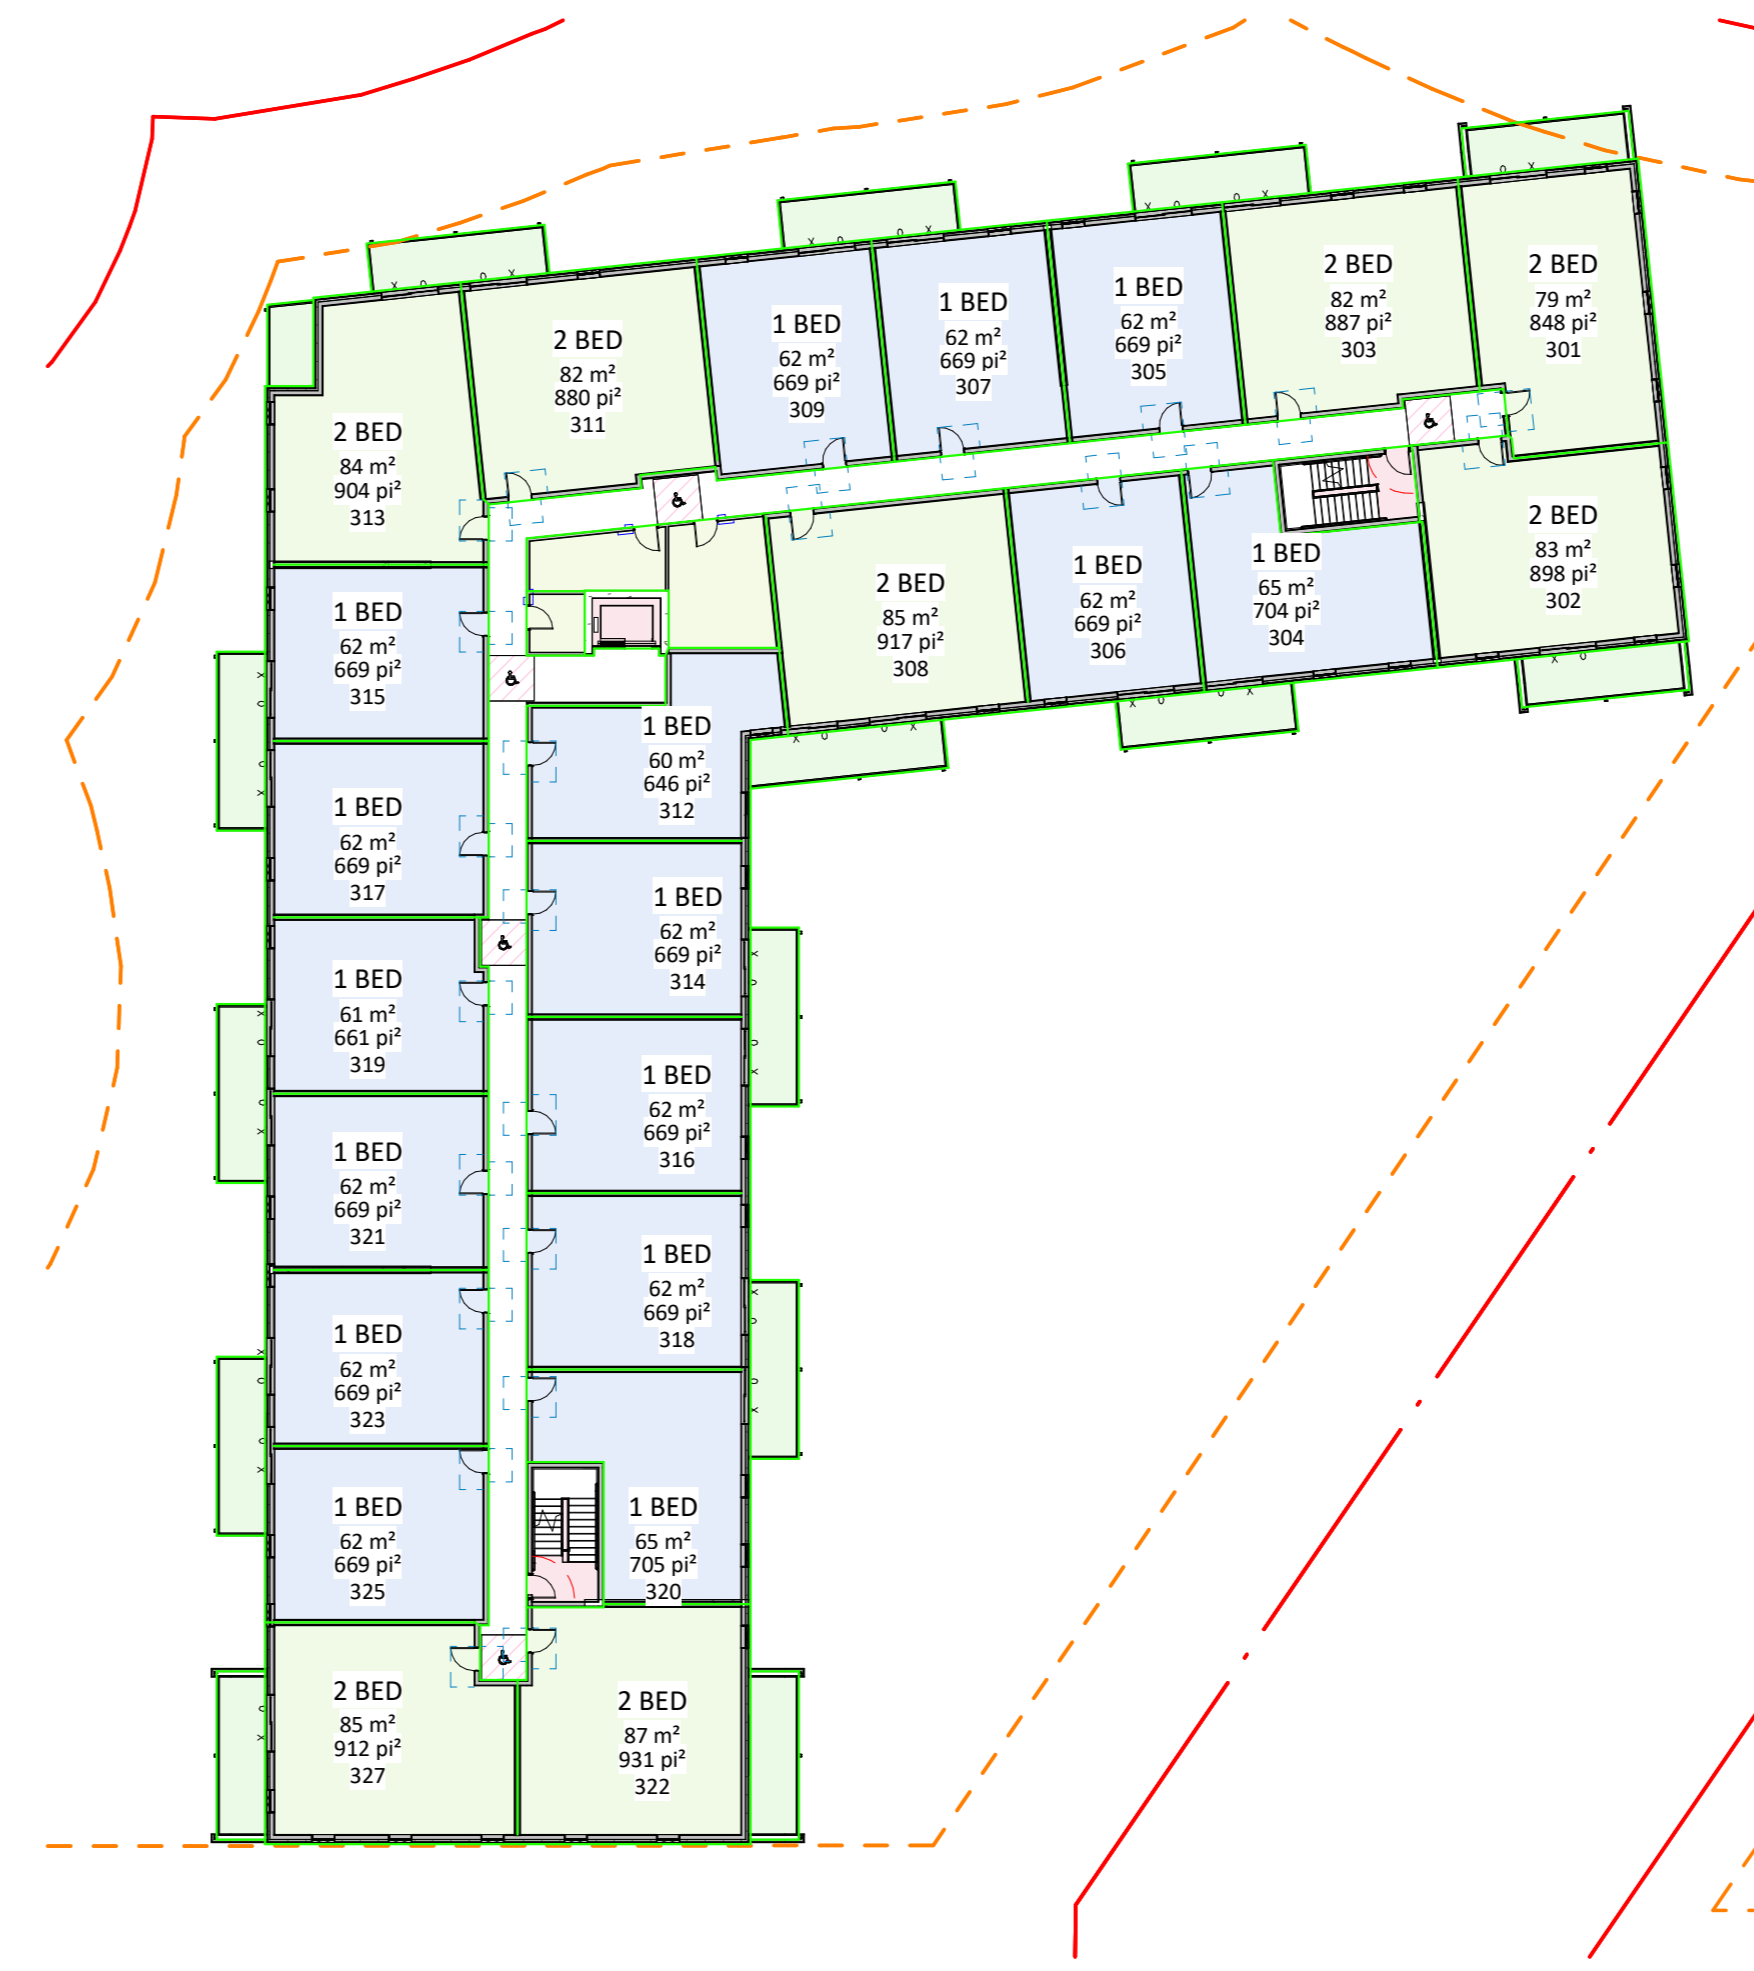 2 BED
79 m²
848 pi²
301
2 BED
82 m²
887 pi²
303
1 BED
62 m²
669 pi²
305
1 BED
62 m²
669 pi²
307
1 BED
62 m²
669 pi²
309
2 BED
82 m²
880 pi²
311
2 BED
84 m²
904 pi²
313
2 BED
83 m²
898 pi²
302
1 BED
65 m²
704 pi²
304
1 BED
62 m²
669 pi²
306
2 BED
85 m²
917 pi²
308
1 BED
62 m²
669 pi²
315
1 BED
60 m²
646 pi²
312
1 BED
62 m²
669 pi²
317
1 BED
62 m²
669 pi²
314
1 BED
61 m²
661 pi²
319
1 BED
62 m²
669 pi²
316
1 BED
62 m²
669 pi²
321
1 BED
62 m²
669 pi²
318
1 BED
62 m²
669 pi²
323
1 BED
62 m²
669 pi²
325
1 BED
65 m²
705 pi²
320
2 BED
85 m²
912 pi²
327
2 BED
87 m²
931 pi²
322